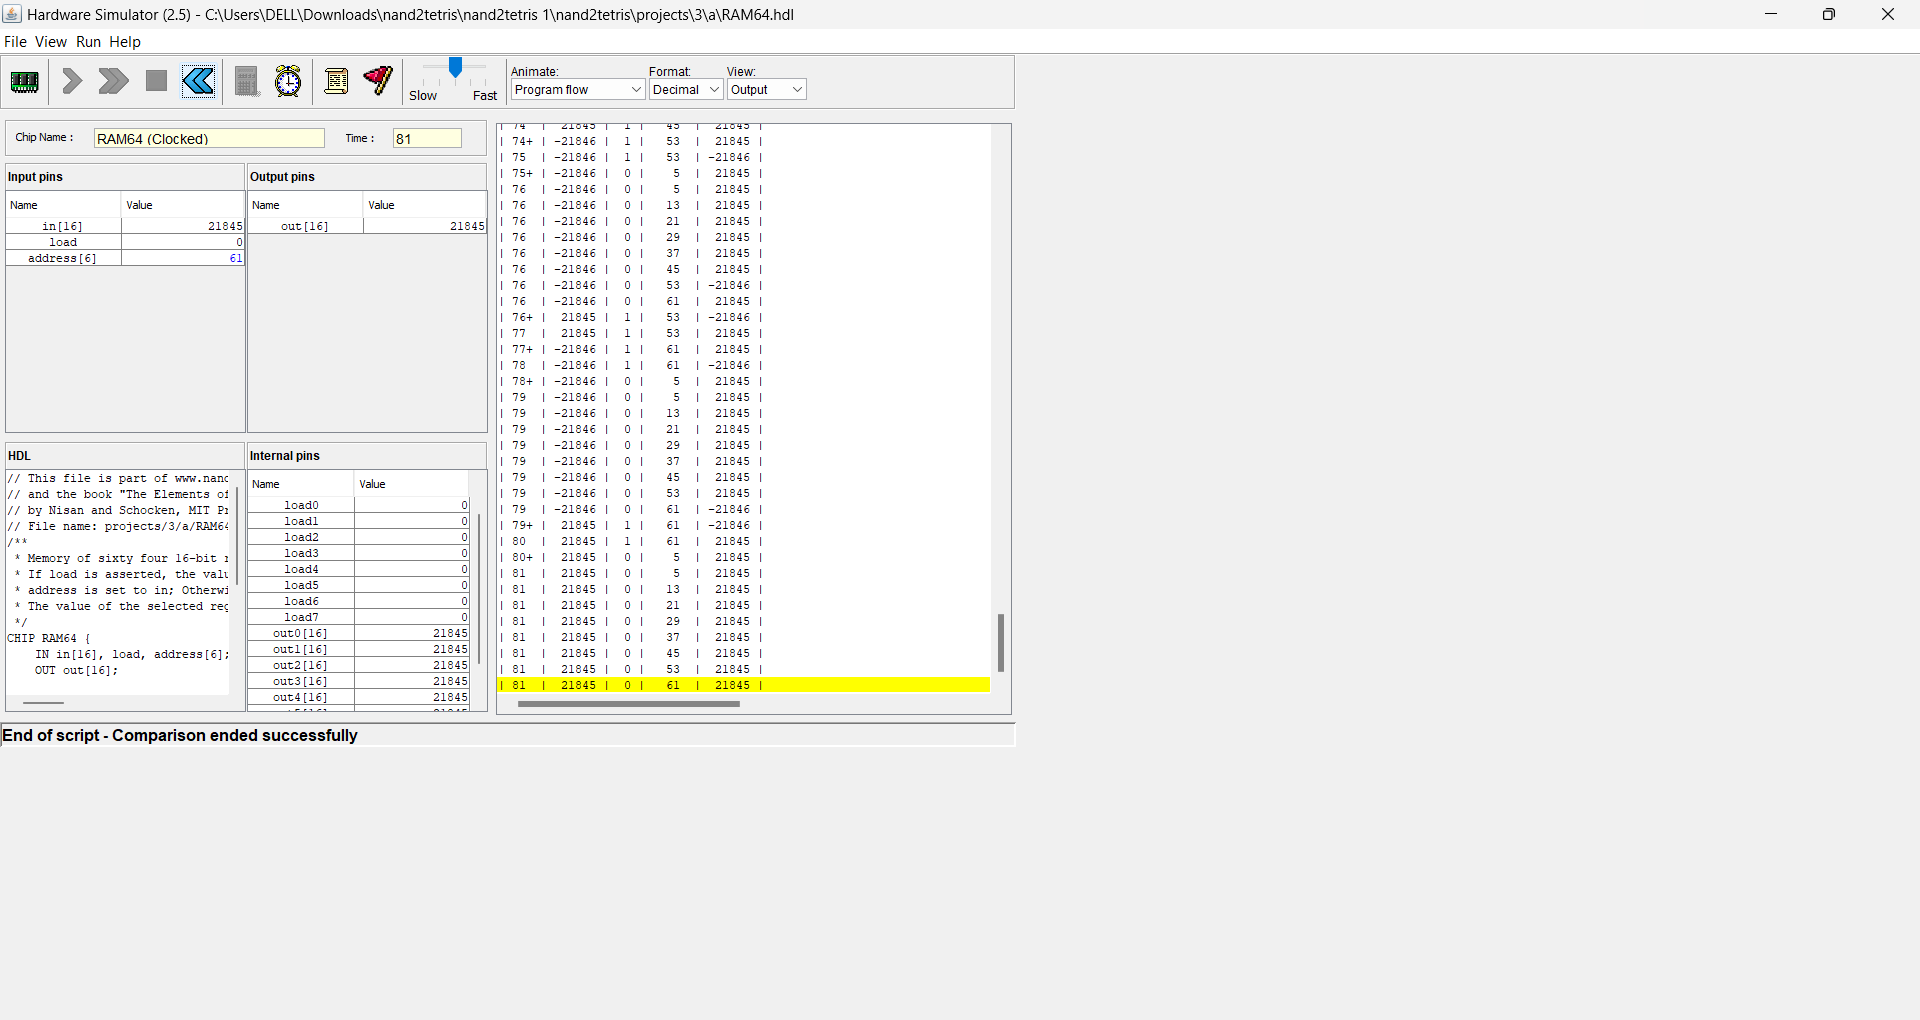 Hardware Simulator (2.5) - C:\Users\DELL\Downloads\nand2tetris\nand2tetris 1\nand2tetris\projects\3\a\RAM64.hdl
File View Run Help
Slow Fast
Animate: Format: View:
Program flow Decimal Output
Chip Name : RAM64 (Clocked) Time : 81
Input pins
Name Value
in[16] 21845
load 0
address[6] 61
Output pins
Name Value
out[16] 21845
HDL
// This file is part of www.nand
// and the book "The Elements of
// by Nisan and Schocken, MIT Pr
// File name: projects/3/a/RAM64
/**
* Memory of sixty four 16-bit r
* If load is asserted, the valu
* address is set to in; Otherwi
* The value of the selected reg
*/
CHIP RAM64 {
IN in[16], load, address[6];
OUT out[16];
Internal pins
Name Value
load0 0
load1 0
load2 0
load3 0
load4 0
load5 0
load6 0
load7 0
out0[16] 21845
out1[16] 21845
out2[16] 21845
out3[16] 21845
out4[16] 21845
| 74 | 21845 | 1 | 45 | 21845 |
| 74+ | -21846 | 1 | 53 | 21845 |
| 75 | -21846 | 1 | 53 | -21846 |
| 75+ | -21846 | 0 | 5 | 21845 |
| 76 | -21846 | 0 | 5 | 21845 |
| 76 | -21846 | 0 | 13 | 21845 |
| 76 | -21846 | 0 | 21 | 21845 |
| 76 | -21846 | 0 | 29 | 21845 |
| 76 | -21846 | 0 | 37 | 21845 |
| 76 | -21846 | 0 | 45 | 21845 |
| 76 | -21846 | 0 | 53 | -21846 |
| 76 | -21846 | 0 | 61 | 21845 |
| 76+ | 21845 | 1 | 53 | -21846 |
| 77 | 21845 | 1 | 53 | 21845 |
| 77+ | -21846 | 1 | 61 | 21845 |
| 78 | -21846 | 1 | 61 | -21846 |
| 78+ | -21846 | 0 | 5 | 21845 |
| 79 | -21846 | 0 | 5 | 21845 |
| 79 | -21846 | 0 | 13 | 21845 |
| 79 | -21846 | 0 | 21 | 21845 |
| 79 | -21846 | 0 | 29 | 21845 |
| 79 | -21846 | 0 | 37 | 21845 |
| 79 | -21846 | 0 | 45 | 21845 |
| 79 | -21846 | 0 | 53 | 21845 |
| 79 | -21846 | 0 | 61 | -21846 |
| 79+ | 21845 | 1 | 61 | -21846 |
| 80 | 21845 | 1 | 61 | 21845 |
| 80+ | 21845 | 0 | 5 | 21845 |
| 81 | 21845 | 0 | 5 | 21845 |
| 81 | 21845 | 0 | 13 | 21845 |
| 81 | 21845 | 0 | 21 | 21845 |
| 81 | 21845 | 0 | 29 | 21845 |
| 81 | 21845 | 0 | 37 | 21845 |
| 81 | 21845 | 0 | 45 | 21845 |
| 81 | 21845 | 0 | 53 | 21845 |
| 81 | 21845 | 0 | 61 | 21845 |
End of script - Comparison ended successfully